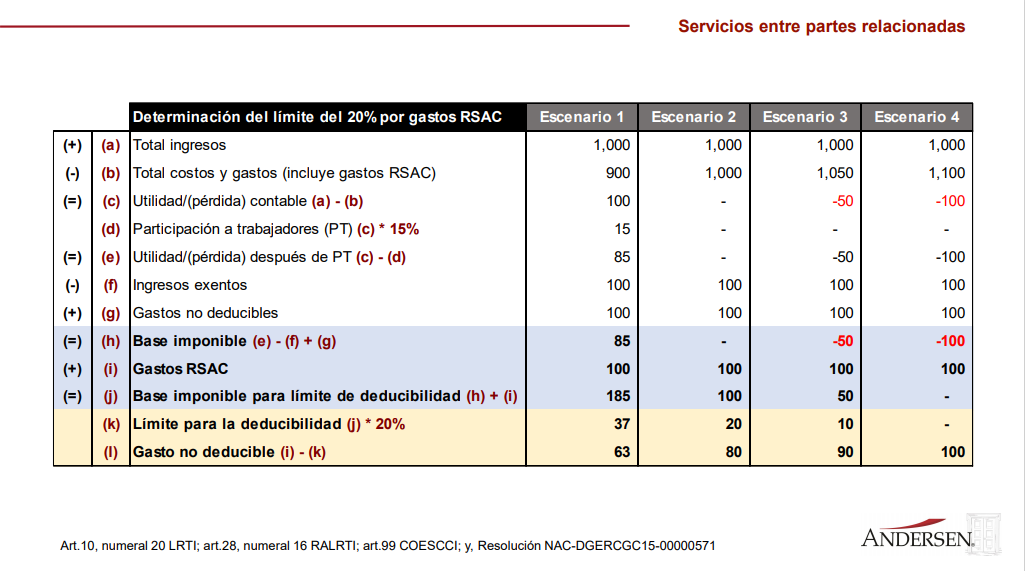 Servicios entre partes relacionadas
Determinación del límite del 20% por gastos RSAC Escenario 1 Escenario 2 Escenario 3 Escenario 4
(+) (a) Total ingresos 1,000 1,000 1,000 1,000
(-) (b) Total costos y gastos (incluye gastos RSAC) 900 1,000 1,050 1,100
(=) (c) Utilidad/(pérdida) contable (a) - (b) 100 - -50 -100
(d) Participación a trabajadores (PT) (c) * 15% 15 - - -
(=) (e) Utilidad/(pérdida) después de PT (c) - (d) 85 - -50 -100
(-) (f) Ingresos exentos 100 100 100 100
(+) (g) Gastos no deducibles 100 100 100 100
(=) (h) Base imponible (e) - (f) + (g) 85 - -50 -100
(+) (i) Gastos RSAC 100 100 100 100
(=) (j) Base imponible para límite de deducibilidad (h) + (i) 185 100 50 -
(k) Límite para la deducibilidad (j) * 20% 37 20 10 -
(l) Gasto no deducible (i) - (k) 63 80 90 100
Art.10, numeral 20 LRTI; art.28, numeral 16 RALRTI; art.99 COESCCI; y, Resolución NAC-DGERCGC15-00000571
ANDERSEN®